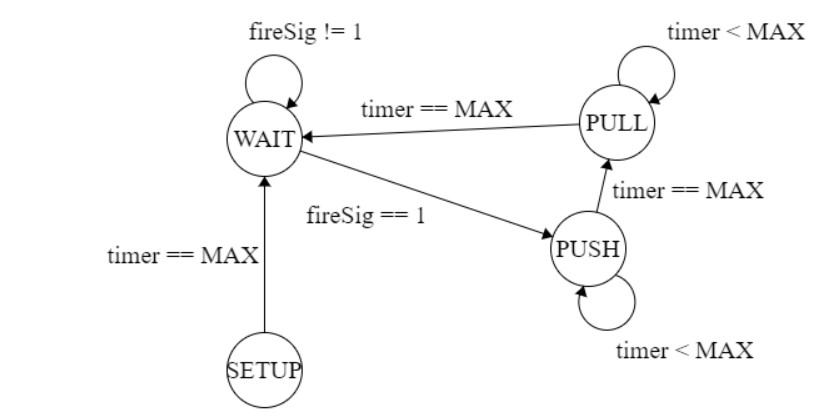 fireSig != 1
timer < MAX
timer == MAX
PULL
WAIT
timer == MAX
fireSig == 1
PUSH
timer == MAX
timer < MAX
SETUP